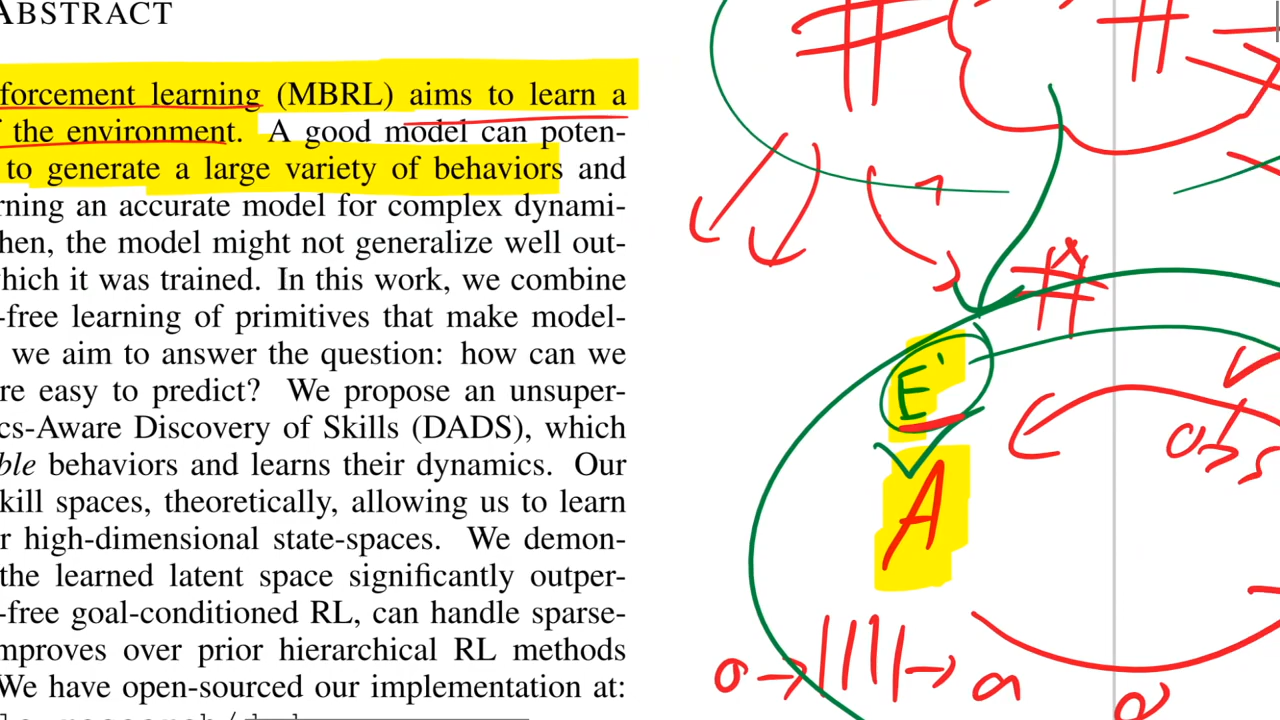 ABSTRACT
forcement learning (MBRL) aims to learn a
the environment. A good model can poten-
to generate a large variety of behaviors and
rning an accurate model for complex dynami-
hen, the model might not generalize well out-
which it was trained. In this work, we combine
-free learning of primitives that make model-
we aim to answer the question: how can we
re easy to predict? We propose an unsuper-
cs-Aware Discovery of Skills (DADS), which
ble behaviors and learns their dynamics. Our
kill spaces, theoretically, allowing us to learn
r high-dimensional state-spaces. We demon-
the learned latent space significantly outper-
-free goal-conditioned RL, can handle sparse-
mproves over prior hierarchical RL methods
We have open-sourced our implementation at:
E'
A
obs
o → |||| → a
a